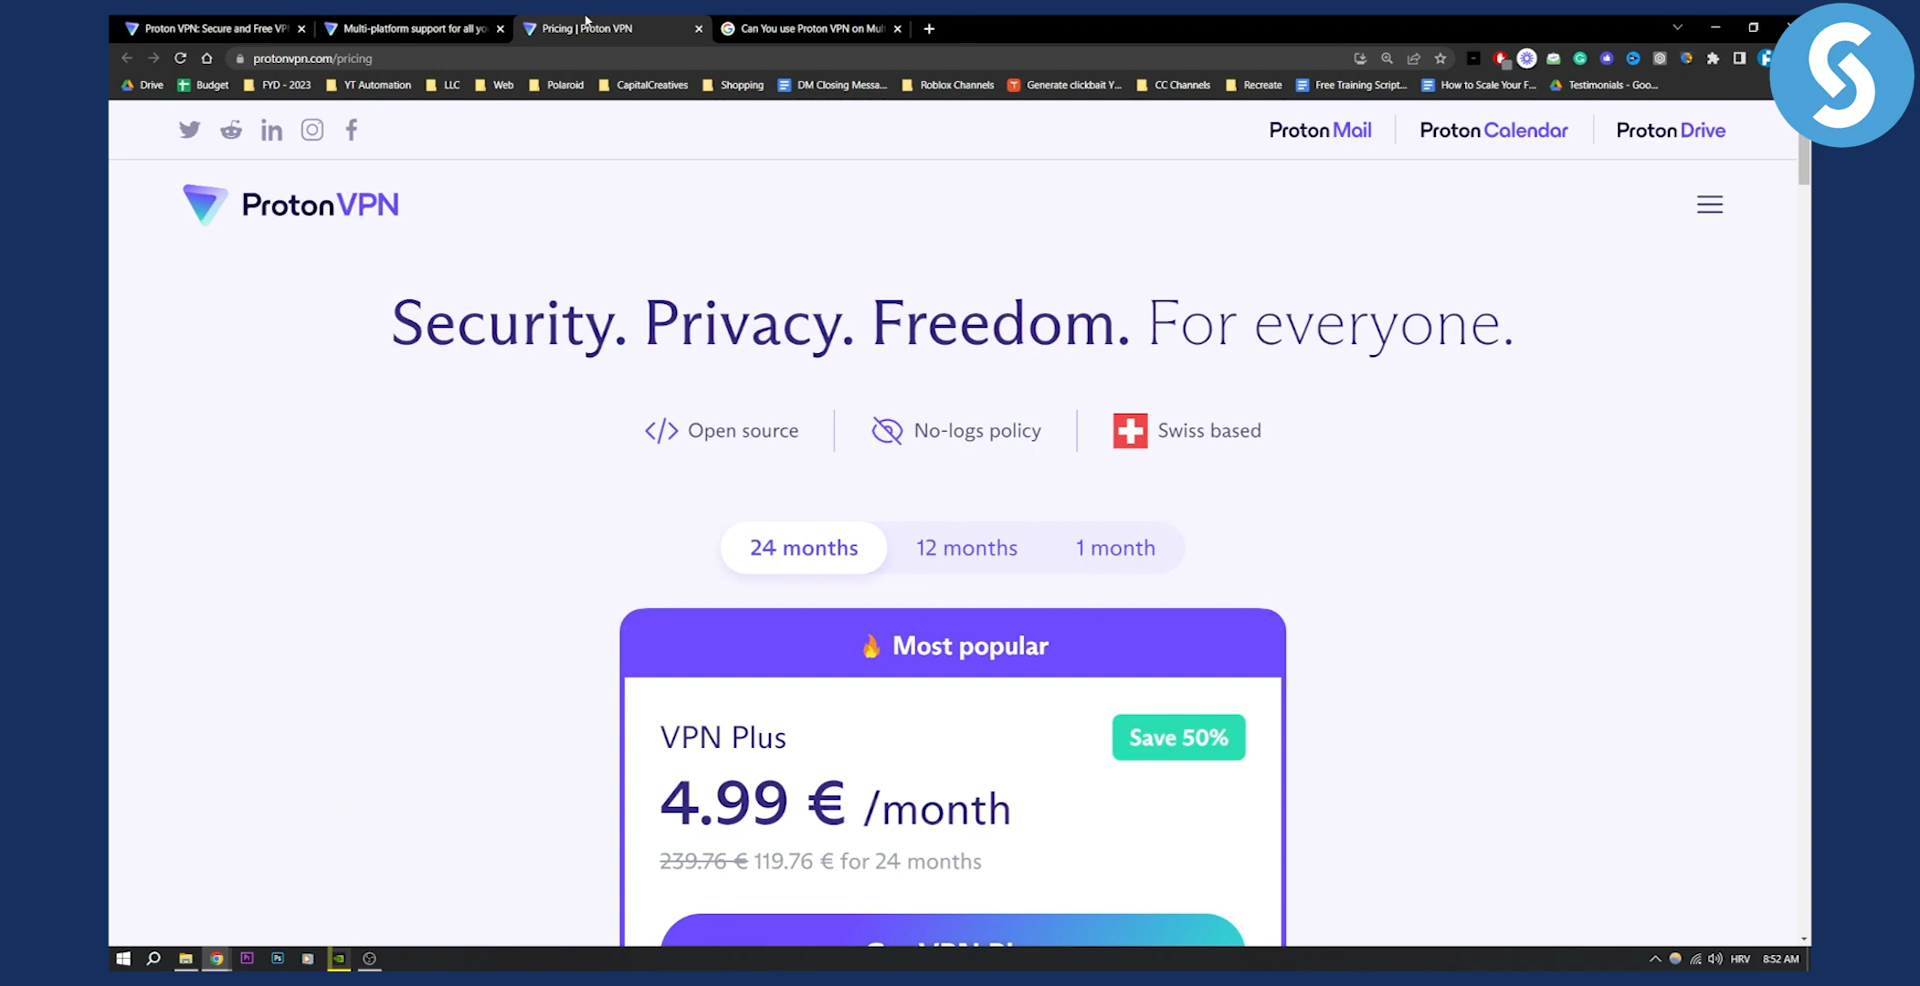 Proton VPN: Secure and Free VP
Multi-platform support for all yo
Pricing | Proton VPN
Can You use Proton VPN on Mul
protonvpn.com/pricing
Drive
Budget
FYD - 2023
YT Automation
LLC
Web
Polaroid
CapitalCreatives
Shopping
DM Closing Messa...
Roblox Channels
Generate clickbait Y...
CC Channels
Recreate
Free Training Script...
How to Scale Your F...
Testimonials - Goo...
Proton Mail
Proton Calendar
Proton Drive
Proton VPN
Security. Privacy. Freedom. For everyone.
Open source
No-logs policy
Swiss based
24 months
12 months
1 month
🔥 Most popular
VPN Plus
Save 50%
4.99 € /month
239.76 € 119.76 € for 24 months
HRV
8:52 AM